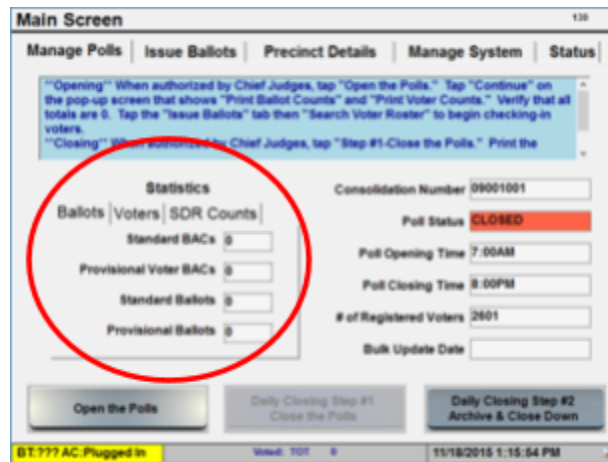 Main Screen 130
Manage Polls Issue Ballots Precinct Details Manage System Status
**Opening** When authorized by Chief Judges, tap "Open the Polls." Tap "Continue" on
the pop-up screen that shows "Print Ballot Counts" and "Print Voter Counts." Verify that all
totals are 0. Tap the "Issue Ballots" tab then "Search Voter Roster" to begin checking-in
voters.
**Closing** When authorized by Chief Judges, tap "Step #1-Close the Polls." Print the
Statistics
Ballots Voters SDR Counts
Standard BACs 0
Provisional Voter BACs 0
Standard Ballots 0
Provisional Ballots 0
Consolidation Number 09001001
Poll Status CLOSED
Poll Opening Time 7:00AM
Poll Closing Time 8:00PM
# of Registered Voters 2601
Bulk Update Date
Open the Polls
Daily Closing Step #1
Close the Polls
Daily Closing Step #2
Archive & Close Down
BT:??? AC:Plugged In Voted: TOT 0 11/18/2015 1:15:54 PM